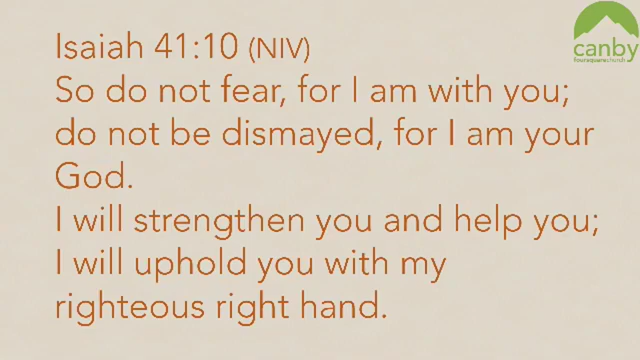 Isaiah 41:10 (NIV)
So do not fear, for I am with you;
do not be dismayed, for I am your
God.
I will strengthen you and help you;
I will uphold you with my
righteous right hand.
canby
foursquarechurch